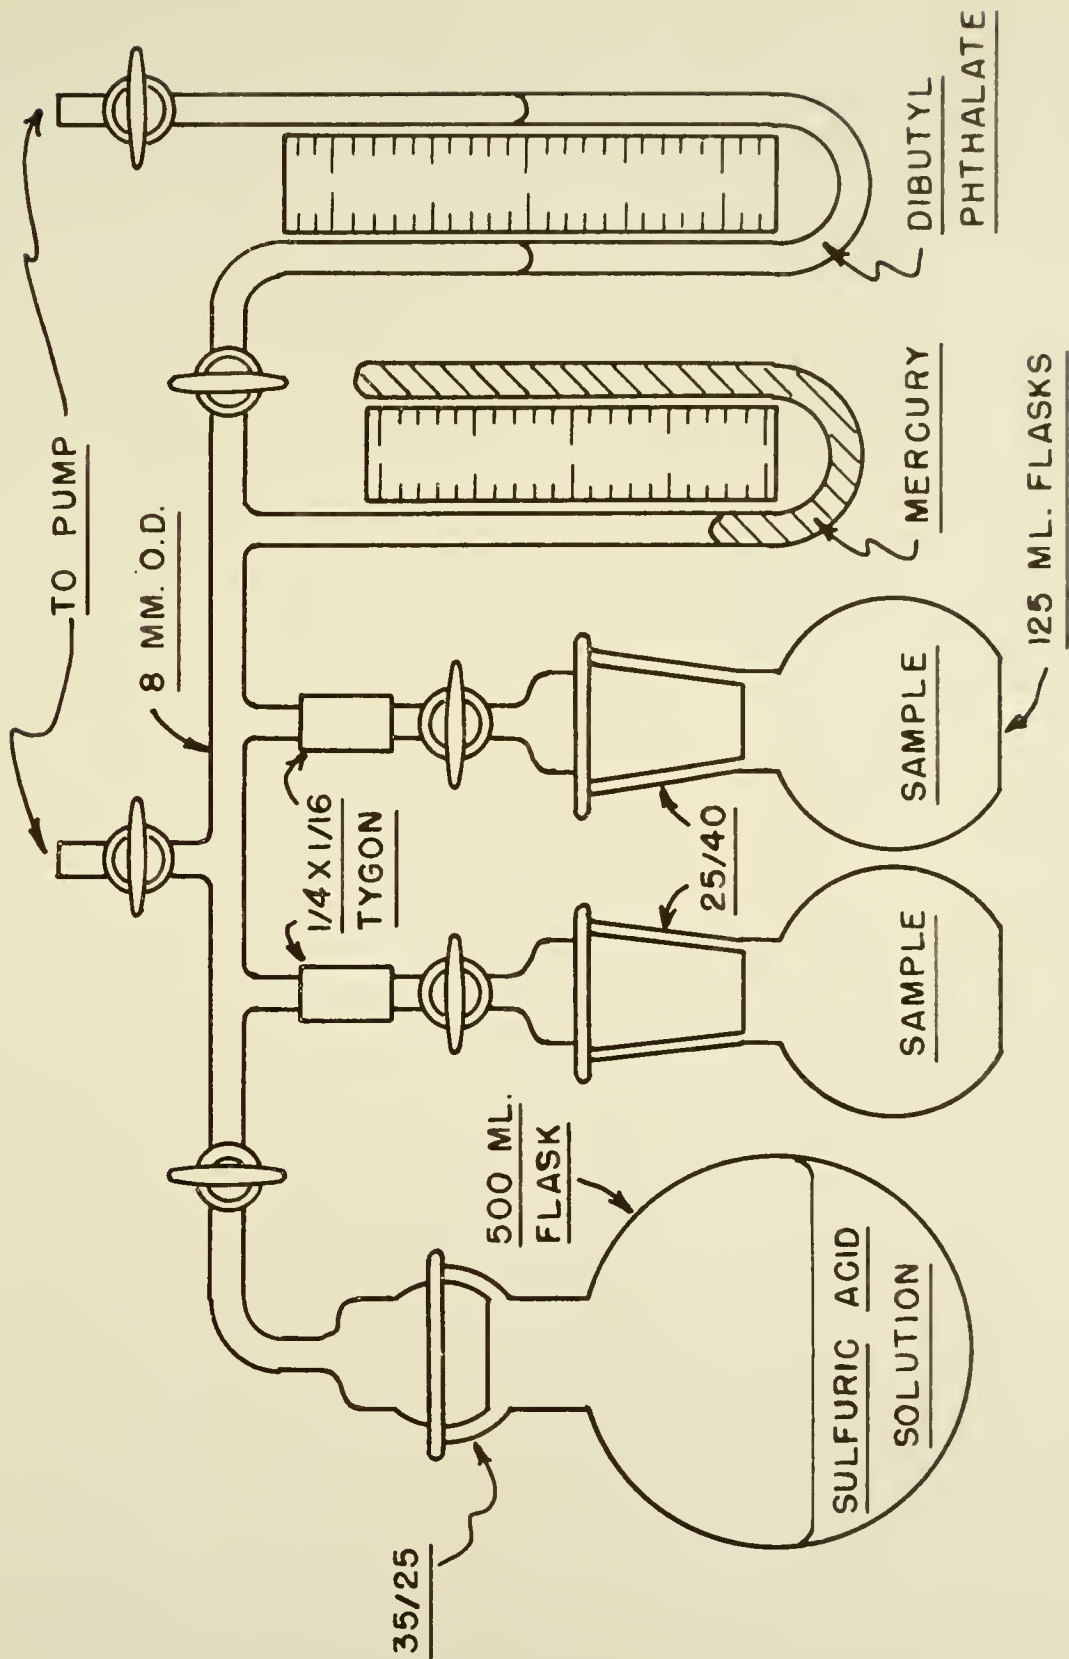 TO PUMP
8 MM. O.D.
1/4 X 1/16
TYGON
35/25
500 ML.
FLASK
25/40
SULFURIC ACID
SOLUTION
SAMPLE
SAMPLE
MERCURY
DIBUTYL
PHTHALATE
125 ML. FLASKS